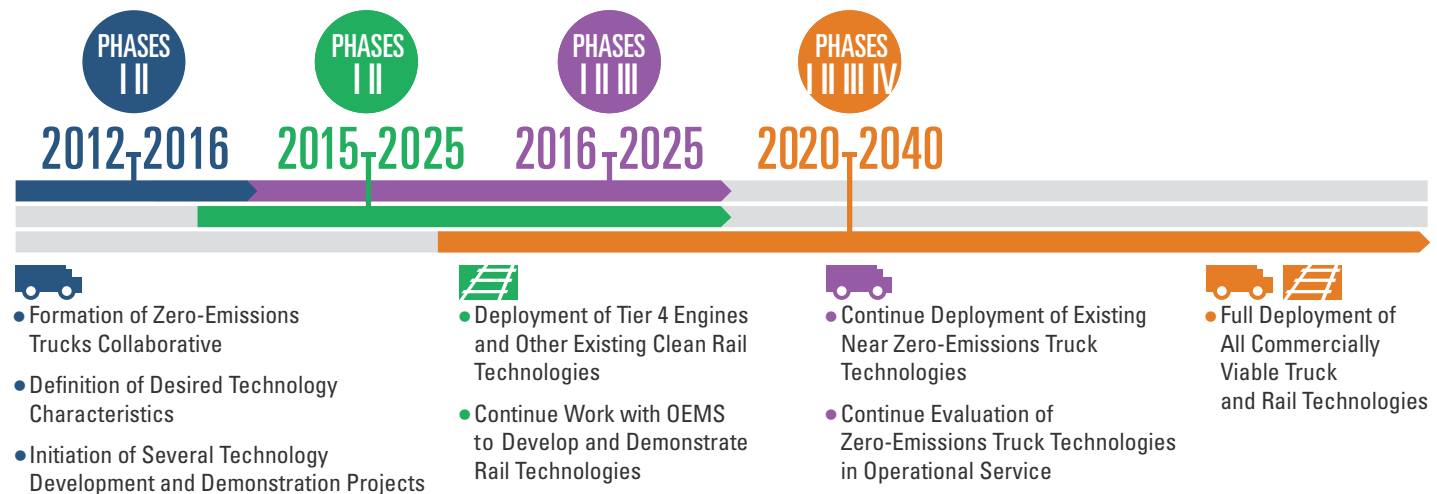 PHASES
I II
2012-2016
PHASES
I II
2015-2025
PHASES
I II III
2016-2025
PHASES
I II III IV
2020-2040
• Formation of Zero-Emissions
Trucks Collaborative
• Definition of Desired Technology
Characteristics
• Initiation of Several Technology
Development and Demonstration Projects
• Deployment of Tier 4 Engines
and Other Existing Clean Rail
Technologies
• Continue Work with OEMS
to Develop and Demonstrate
Rail Technologies
• Continue Deployment of Existing
Near Zero-Emissions Truck
Technologies
• Continue Evaluation of
Zero-Emissions Truck Technologies
in Operational Service
• Full Deployment of
All Commercially
Viable Truck
and Rail Technologies